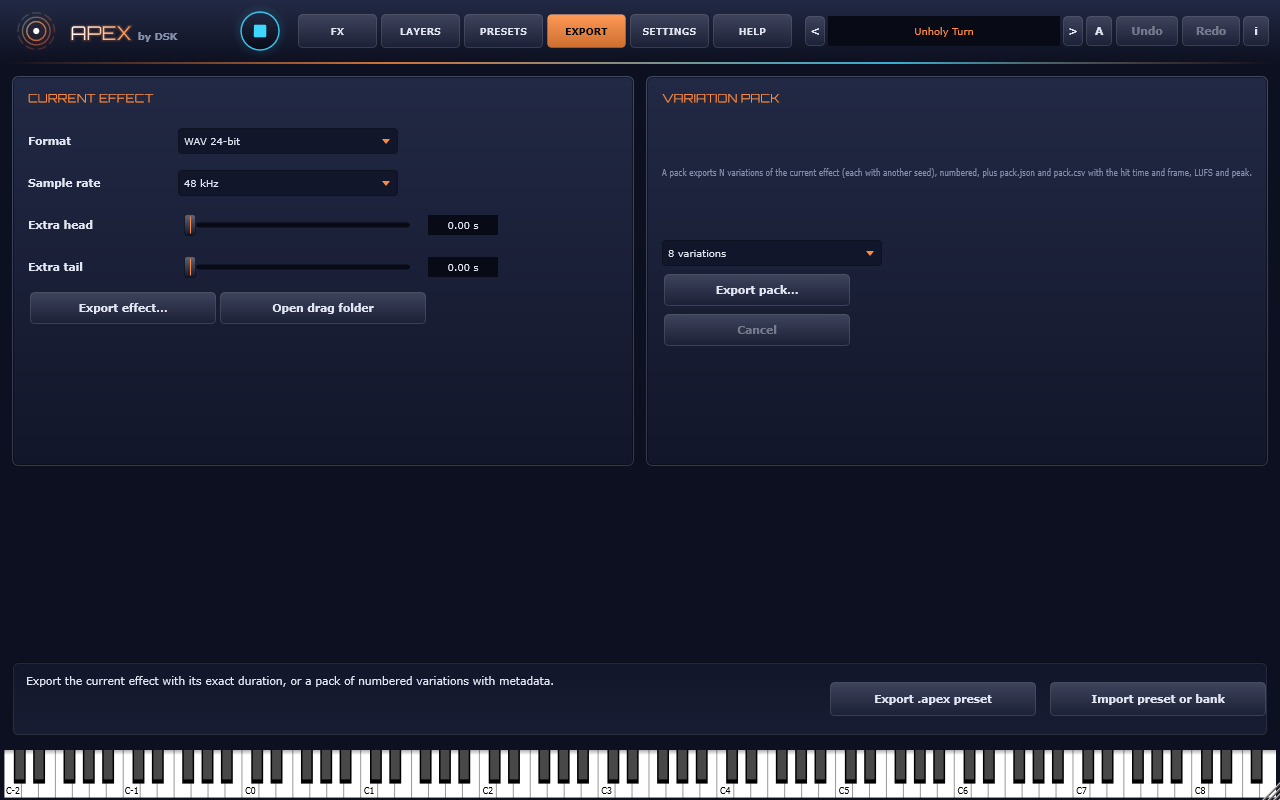 APEX by DSK
FX
LAYERS
PRESETS
EXPORT
SETTINGS
HELP
<
Unholy Turn
>
A
Undo
Redo
i
CURRENT EFFECT
Format
WAV 24-bit
Sample rate
48 kHz
Extra head
0.00 s
Extra tail
0.00 s
Export effect...
Open drag folder
VARIATION PACK
A pack exports N variations of the current effect (each with another seed), numbered, plus pack.json and pack.csv with the hit time and frame, LUFS and peak.
8 variations
Export pack...
Cancel
Export the current effect with its exact duration, or a pack of numbered variations with metadata.
Export .apex preset
Import preset or bank
C-2
C-1
C0
C1
C2
C3
C4
C5
C6
C7
C8